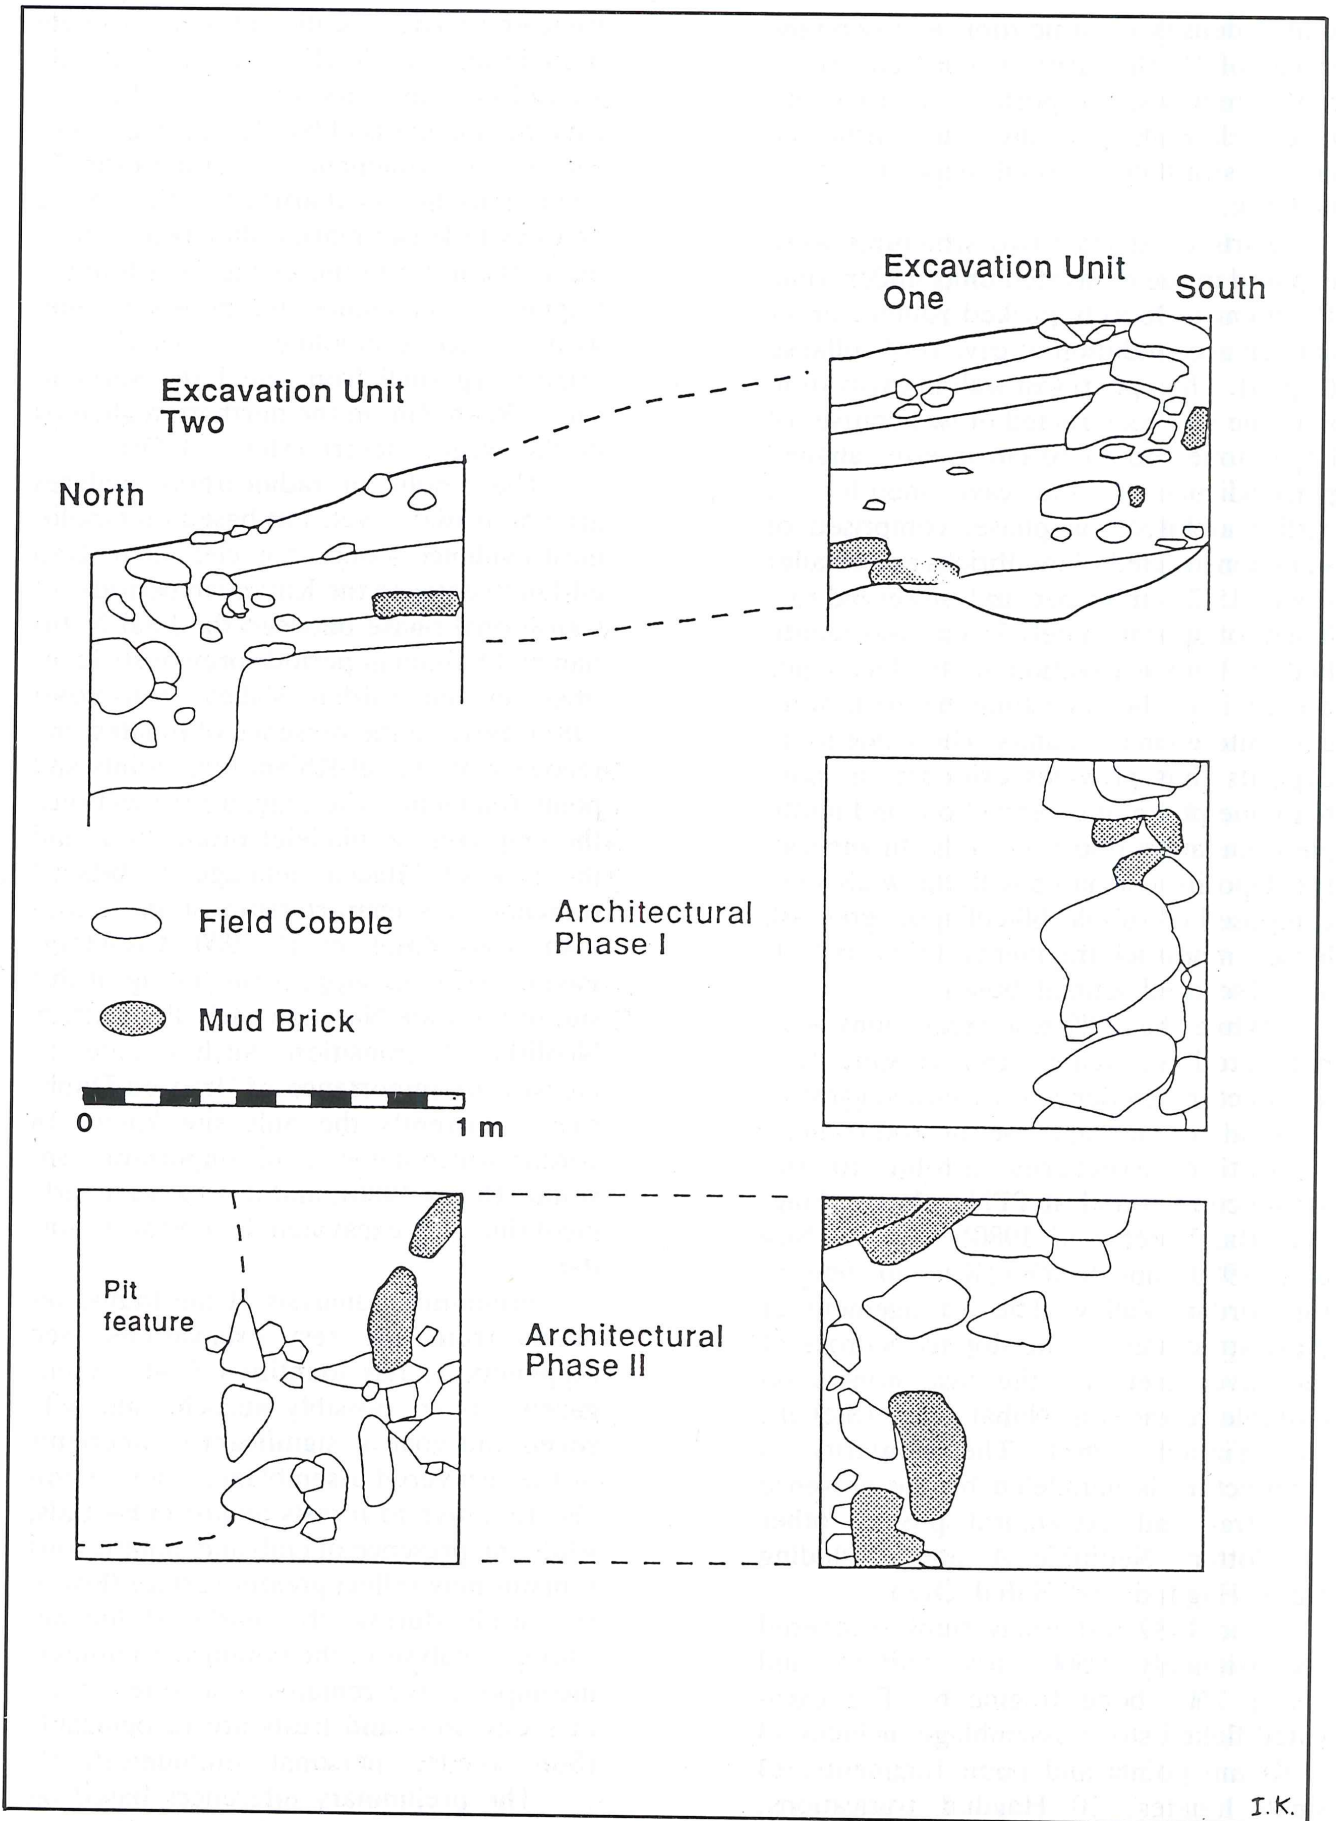 Excavation Unit
One
South
Excavation Unit
Two
North
Field Cobble
Architectural
Phase I
Mud Brick
0 1 m
Pit
feature
Architectural
Phase II
I.K.